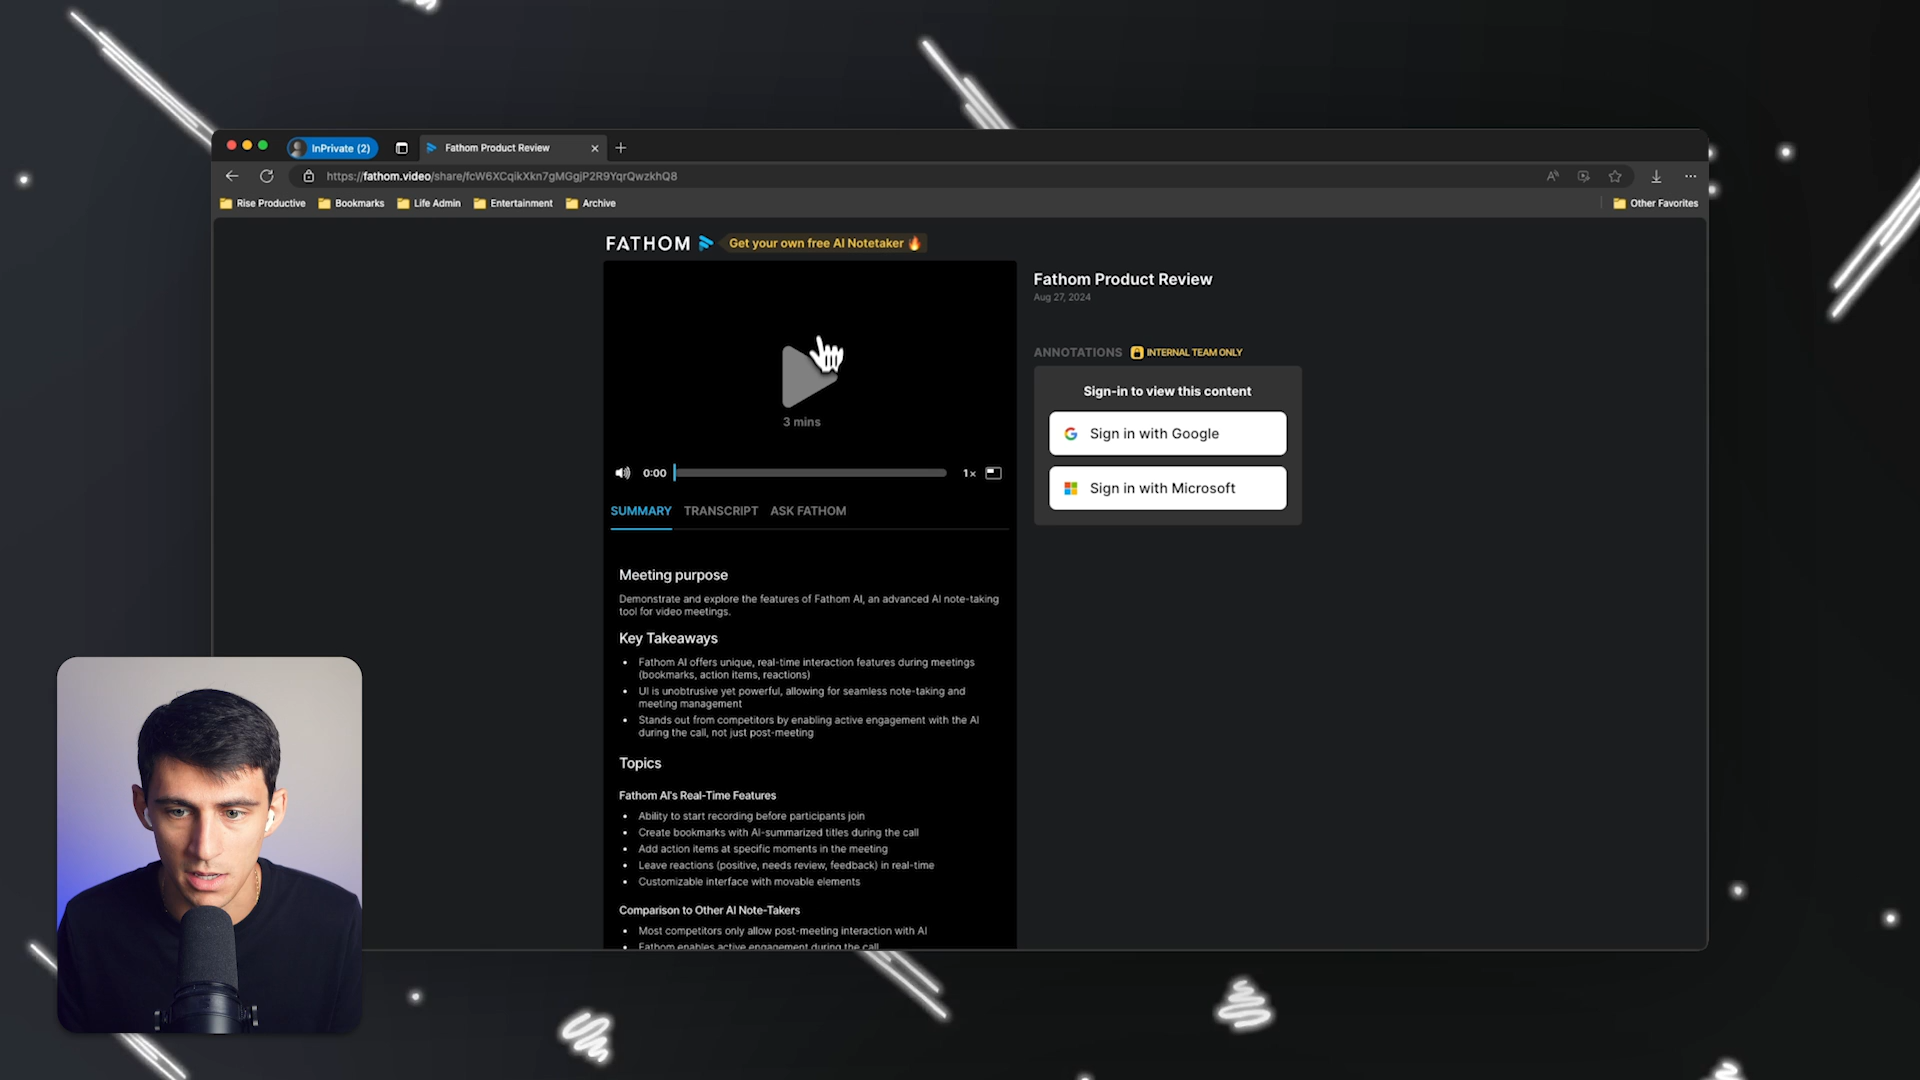 InPrivate (2)
Fathom Product Review
https://fathom.video/share/fcW6XCqikXkn7gMGgjP2R9YqrQwzkhQ8
Rise Productive
Bookmarks
Life Admin
Entertainment
Archive
Other Favorites
FATHOM
Get your own free AI Notetaker 🔥
Fathom Product Review
Aug 27, 2024
3 mins
0:00
1×
ANNOTATIONS
INTERNAL TEAM ONLY
Sign-in to view this content
Sign in with Google
Sign in with Microsoft
SUMMARY
TRANSCRIPT
ASK FATHOM
Meeting purpose
Demonstrate and explore the features of Fathom AI, an advanced AI note-taking
tool for video meetings.
Key Takeaways
• Fathom AI offers unique, real-time interaction features during meetings
(bookmarks, action items, reactions)
• UI is unobtrusive yet powerful, allowing for seamless note-taking and
meeting management
• Stands out from competitors by enabling active engagement with the AI
during the call, not just post-meeting
Topics
Fathom AI's Real-Time Features
• Ability to start recording before participants join
• Create bookmarks with AI-summarized titles during the call
• Add action items at specific moments in the meeting
• Leave reactions (positive, needs review, feedback) in real-time
• Customizable interface with movable elements
Comparison to Other AI Note-Takers
• Most competitors only allow post-meeting interaction with AI
• Fathom enables active engagement during the call